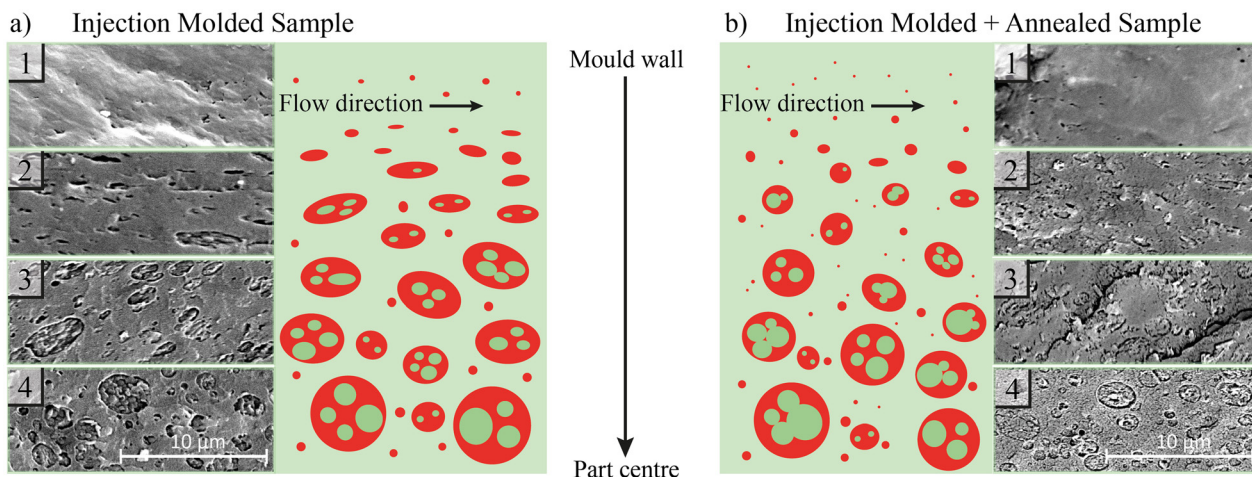 a) Injection Molded Sample
1
2
3
4
10 µm
Flow direction
Mould wall
Part centre
b) Injection Molded + Annealed Sample
Flow direction
1
2
3
4
10 µm